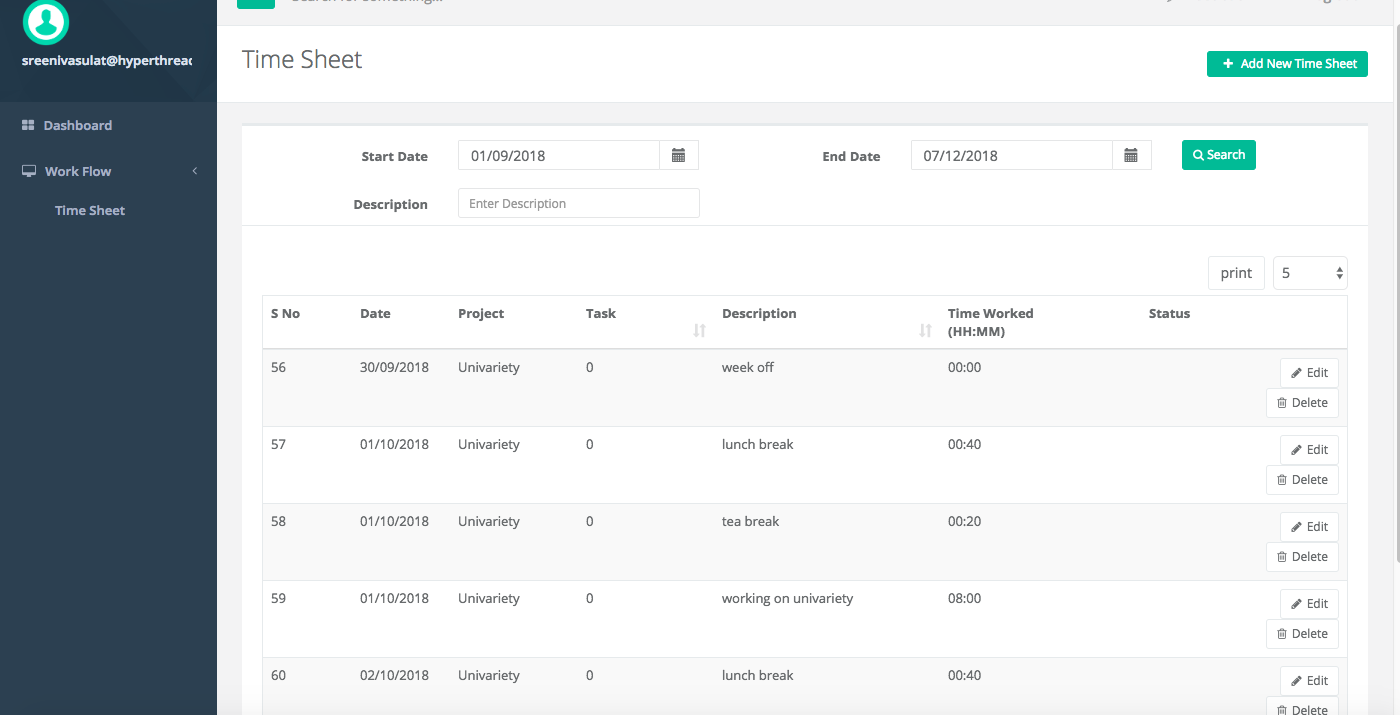 sreenivasulat@hyperthread
Time Sheet
+ Add New Time Sheet
Dashboard
Work Flow
Time Sheet
Start Date 01/09/2018 End Date 07/12/2018 Search
Description Enter Description
print 5
S No Date Project Task Description Time Worked (HH:MM) Status
56 30/09/2018 Univariety 0 week off 00:00 Edit
Delete
57 01/10/2018 Univariety 0 lunch break 00:40 Edit
Delete
58 01/10/2018 Univariety 0 tea break 00:20 Edit
Delete
59 01/10/2018 Univariety 0 working on univariety 08:00 Edit
Delete
60 02/10/2018 Univariety 0 lunch break 00:40 Edit
Delete